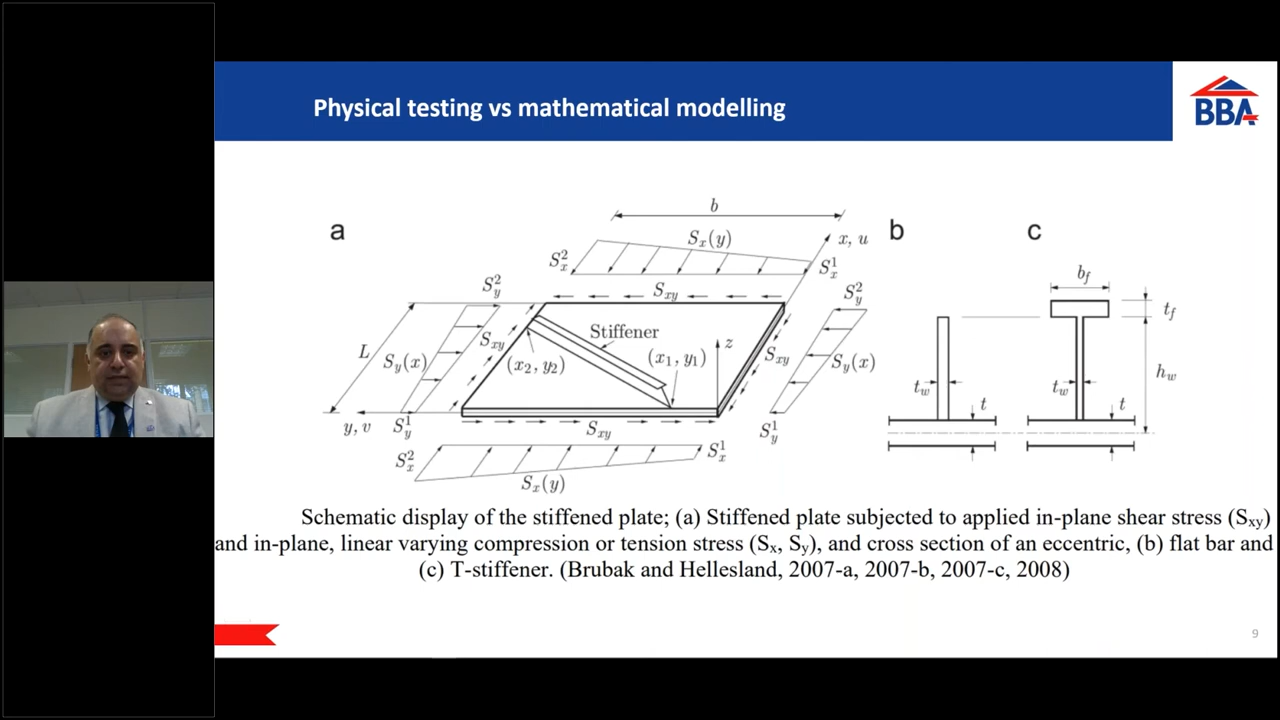 Physical testing vs mathematical modelling
BBA
a
b
b
c
S_x(y)
x, u
S_x^2
S_x^1
b_f
S_y^2
S_xy
S_y^2
t_f
Stiffener
S_xy
z
L
S_y(x)
(x_2, y_2)
(x_1, y_1)
S_xy
S_y(x)
h_w
t_w
t_w
t
t
y, v
S_y^1
S_xy
S_y^1
S_x^2
S_x^1
S_x(y)
Schematic display of the stiffened plate; (a) Stiffened plate subjected to applied in-plane shear stress (S_xy)
and in-plane, linear varying compression or tension stress (S_x, S_y), and cross section of an eccentric, (b) flat bar and
(c) T-stiffener. (Brubak and Hellesland, 2007-a, 2007-b, 2007-c, 2008)
9